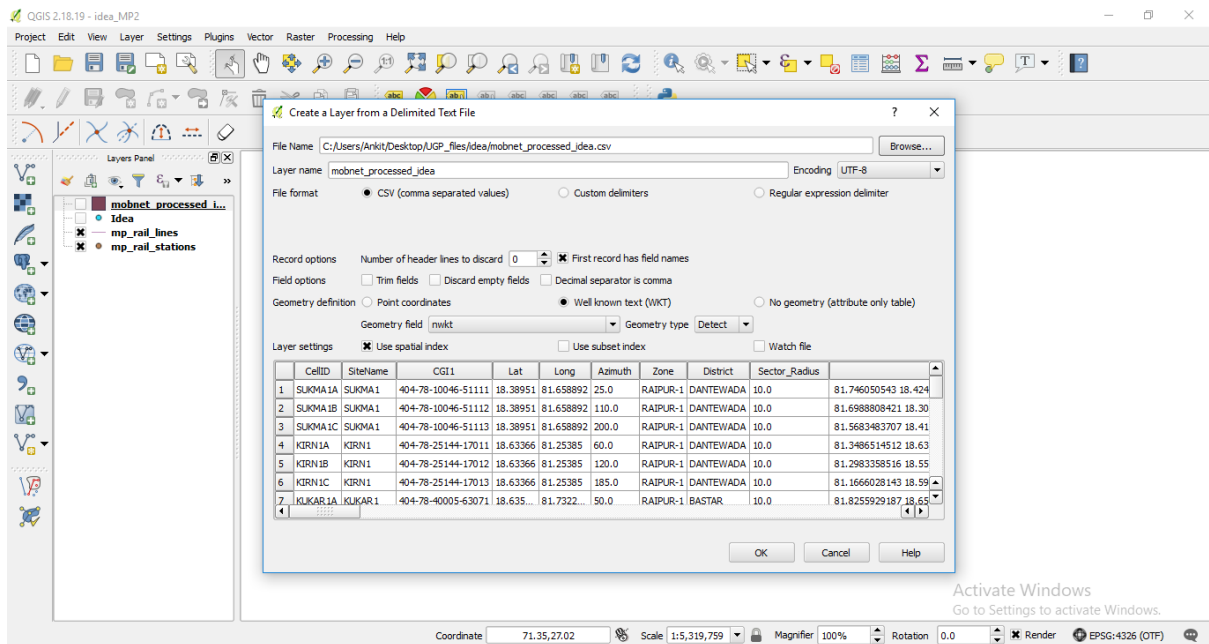 QGIS 2.18.19 - idea_MP2
Project Edit View Layer Settings Plugins Vector Raster Processing Help
Create a Layer from a Delimited Text File
File Name C:/Users/Ankit/Desktop/UGP_files/idea/mobnet_processed_idea.csv Browse...
Layer name mobnet_processed_idea Encoding UTF-8
File format CSV (comma separated values) Custom delimiters Regular expression delimiter
Record options Number of header lines to discard 0 First record has field names
Field options Trim fields Discard empty fields Decimal separator is comma
Geometry definition Point coordinates Well known text (WKT) No geometry (attribute only table)
Geometry field nwkt Geometry type Detect
Layer settings Use spatial index Use subset index Watch file
CellID SiteName CGI1 Lat Long Azimuth Zone District Sector_Radius
1 SUKMA1A SUKMA1 404-78-10046-51111 18.38951 81.658892 25.0 RAIPUR-1 DANTEWADA 10.0 81.746050543 18.424
2 SUKMA1B SUKMA1 404-78-10046-51112 18.38951 81.658892 110.0 RAIPUR-1 DANTEWADA 10.0 81.6988808421 18.30
3 SUKMA1C SUKMA1 404-78-10046-51113 18.38951 81.658892 200.0 RAIPUR-1 DANTEWADA 10.0 81.5683483707 18.41
4 KIRN1A KIRN1 404-78-25144-17011 18.63366 81.25385 60.0 RAIPUR-1 DANTEWADA 10.0 81.3486514512 18.63
5 KIRN1B KIRN1 404-78-25144-17012 18.63366 81.25385 120.0 RAIPUR-1 DANTEWADA 10.0 81.2983358516 18.55
6 KIRN1C KIRN1 404-78-25144-17013 18.63366 81.25385 185.0 RAIPUR-1 DANTEWADA 10.0 81.1666028143 18.59
7 KUKAR1A KUKAR1 404-78-40005-63071 18.635... 81.7322... 50.0 RAIPUR-1 BASTAR 10.0 81.8255929187 18.65
OK Cancel Help
Layers Panel
mobnet_processed_i...
Idea
mp_rail_lines
mp_rail_stations
Activate Windows
Go to Settings to activate Windows.
Coordinate 71.35,27.02 Scale 1:5,319,759 Magnifier 100% Rotation 0.0 Render EPSG:4326 (OTF)